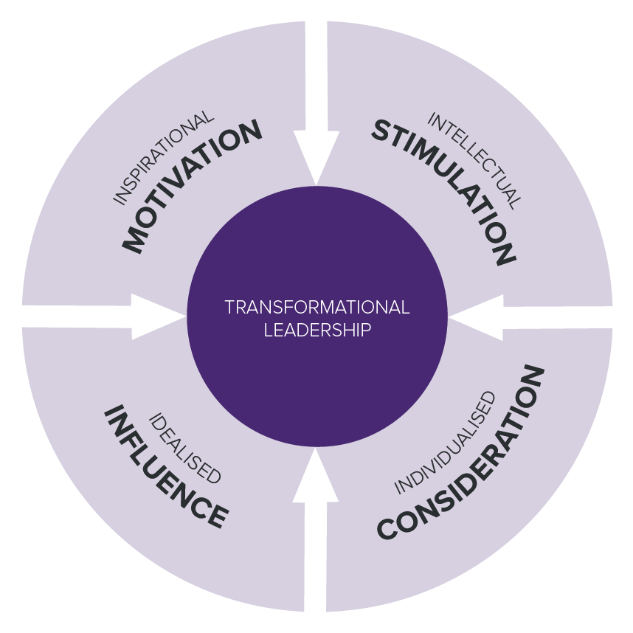 INSPIRATIONAL
MOTIVATION
INTELLECTUAL
STIMULATION
TRANSFORMATIONAL
LEADERSHIP
IDEALISED
INFLUENCE
INDIVIDUALISED
CONSIDERATION